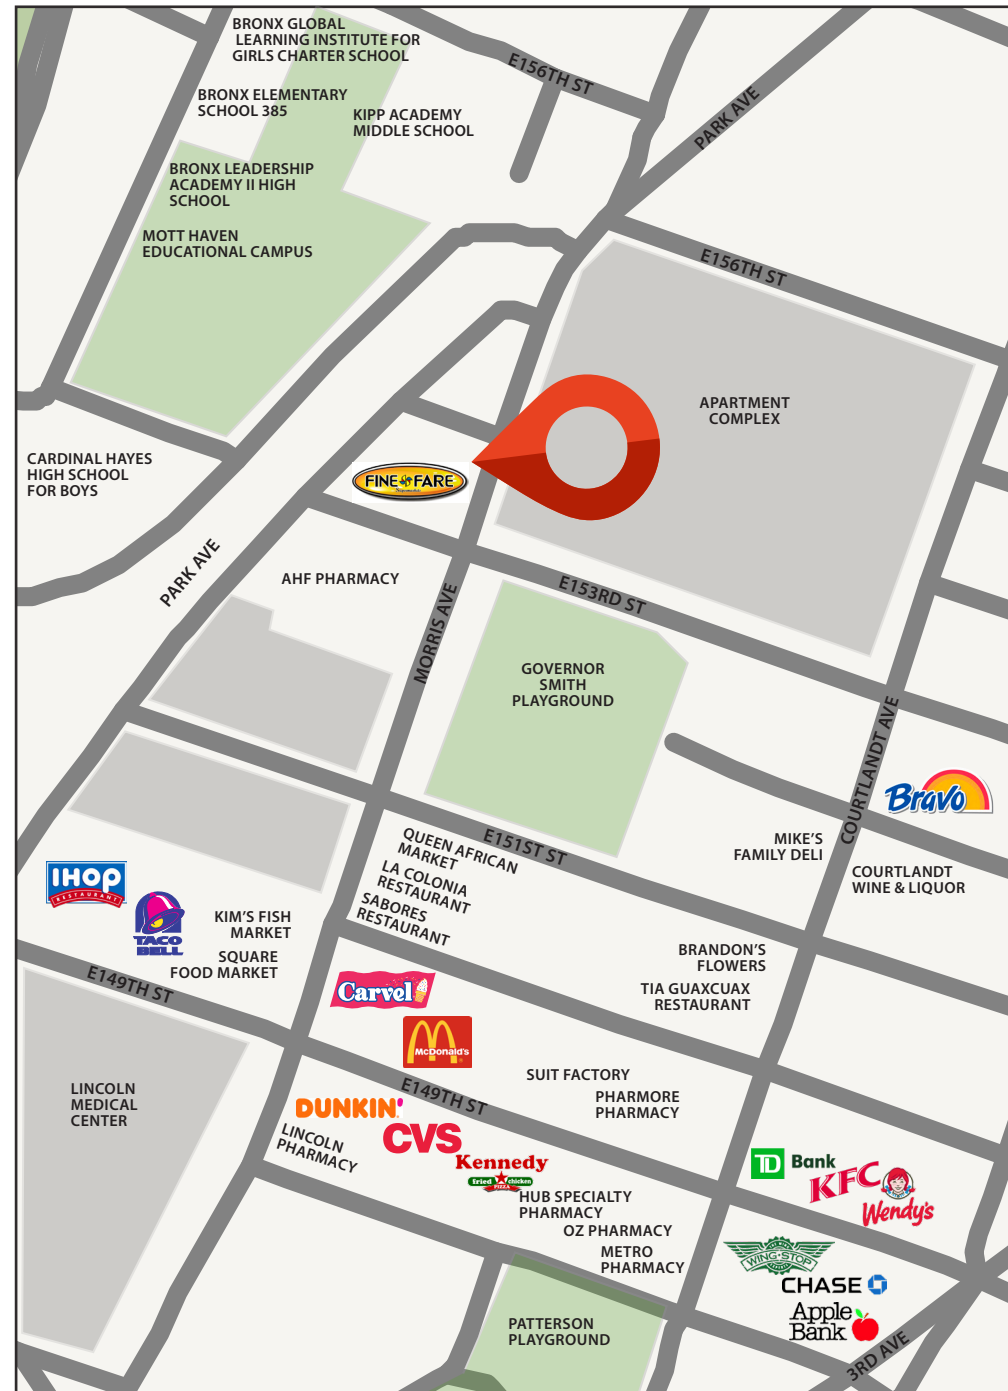 BRONX GLOBAL
LEARNING INSTITUTE FOR
GIRLS CHARTER SCHOOL
E156TH ST
BRONX ELEMENTARY
SCHOOL 385
KIPP ACADEMY
MIDDLE SCHOOL
PARK AVE
BRONX LEADERSHIP
ACADEMY II HIGH
SCHOOL
MOTT HAVEN
EDUCATIONAL CAMPUS
E156TH ST
APARTMENT
COMPLEX
CARDINAL HAYES
HIGH SCHOOL
FOR BOYS
FINE FARE
Supermarkets
PARK AVE
AHF PHARMACY
E153RD ST
MORRIS AVE
GOVERNOR
SMITH
PLAYGROUND
COURTLANDT AVE
Bravo
E151ST ST
QUEEN AFRICAN
MARKET
LA COLONIA
RESTAURANT
SABORES
RESTAURANT
MIKE'S
FAMILY DELI
COURTLANDT
WINE & LIQUOR
IHOP
RESTAURANT
TACO
BELL
KIM'S FISH
MARKET
SQUARE
FOOD MARKET
BRANDON'S
FLOWERS
TIA GUAXCUAX
RESTAURANT
E149TH ST
Carvel
McDonald's
E149TH ST
SUIT FACTORY
PHARMORE
PHARMACY
LINCOLN
MEDICAL
CENTER
DUNKIN'
CVS
LINCOLN
PHARMACY
Kennedy
fried chicken
PIZZA
HUB SPECIALTY
PHARMACY
OZ PHARMACY
METRO
PHARMACY
TD Bank
KFC
Wendy's
WING·STOP
CHASE
Apple
Bank
PATTERSON
PLAYGROUND
3RD AVE